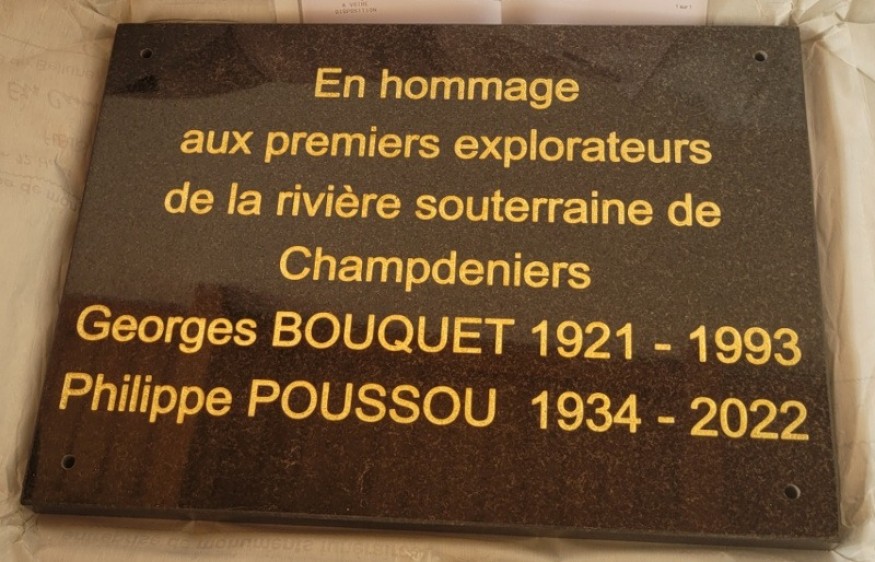 En hommage
aux premiers explorateurs
de la rivière souterraine de
Champdeniers
Georges BOUQUET 1921 - 1993
Philippe POUSSOU 1934 - 2022